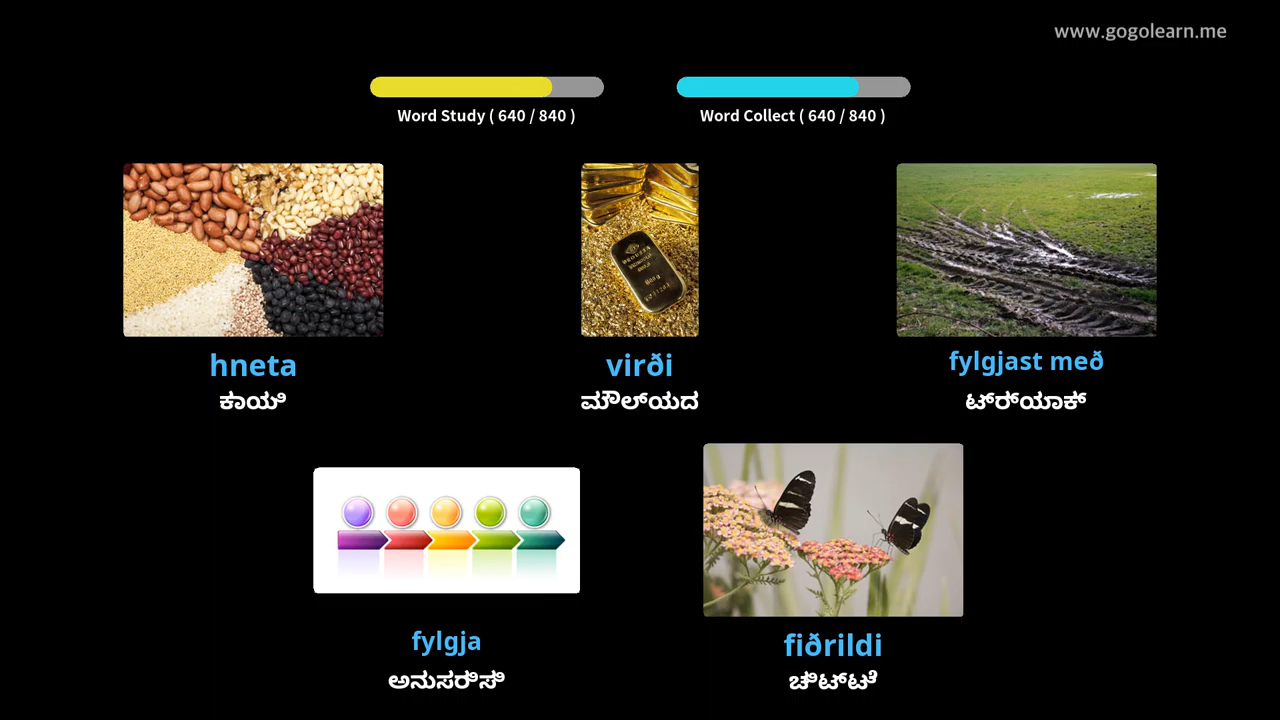 www.gogolearn.me
Word Study ( 640 / 840 )
Word Collect ( 640 / 840 )
hneta
ಕಾಯಿ
virði
ಮೌಲ್ಯದ
fylgjast með
ಟ್ರ್ಯಾಕ್
fylgja
ಅನುಸರಿಸಿ
fiðrildi
ಚಿಟ್ಟೆ